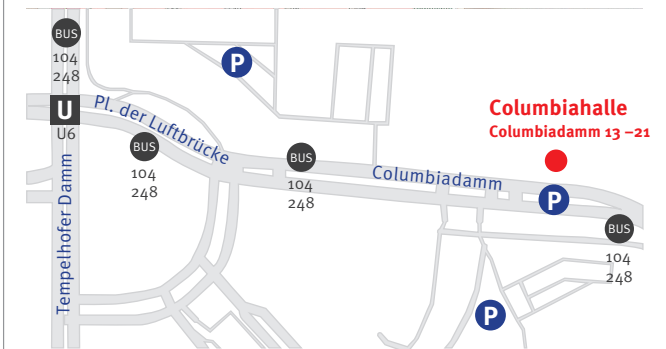 BUS
104
248
P
U
U6
Pl. der Luftbrücke
BUS
104
248
BUS
104
248
Columbiadamm
Columbiahalle
Columbiadamm 13 –21
P
BUS
104
248
Tempelhofer Damm
P